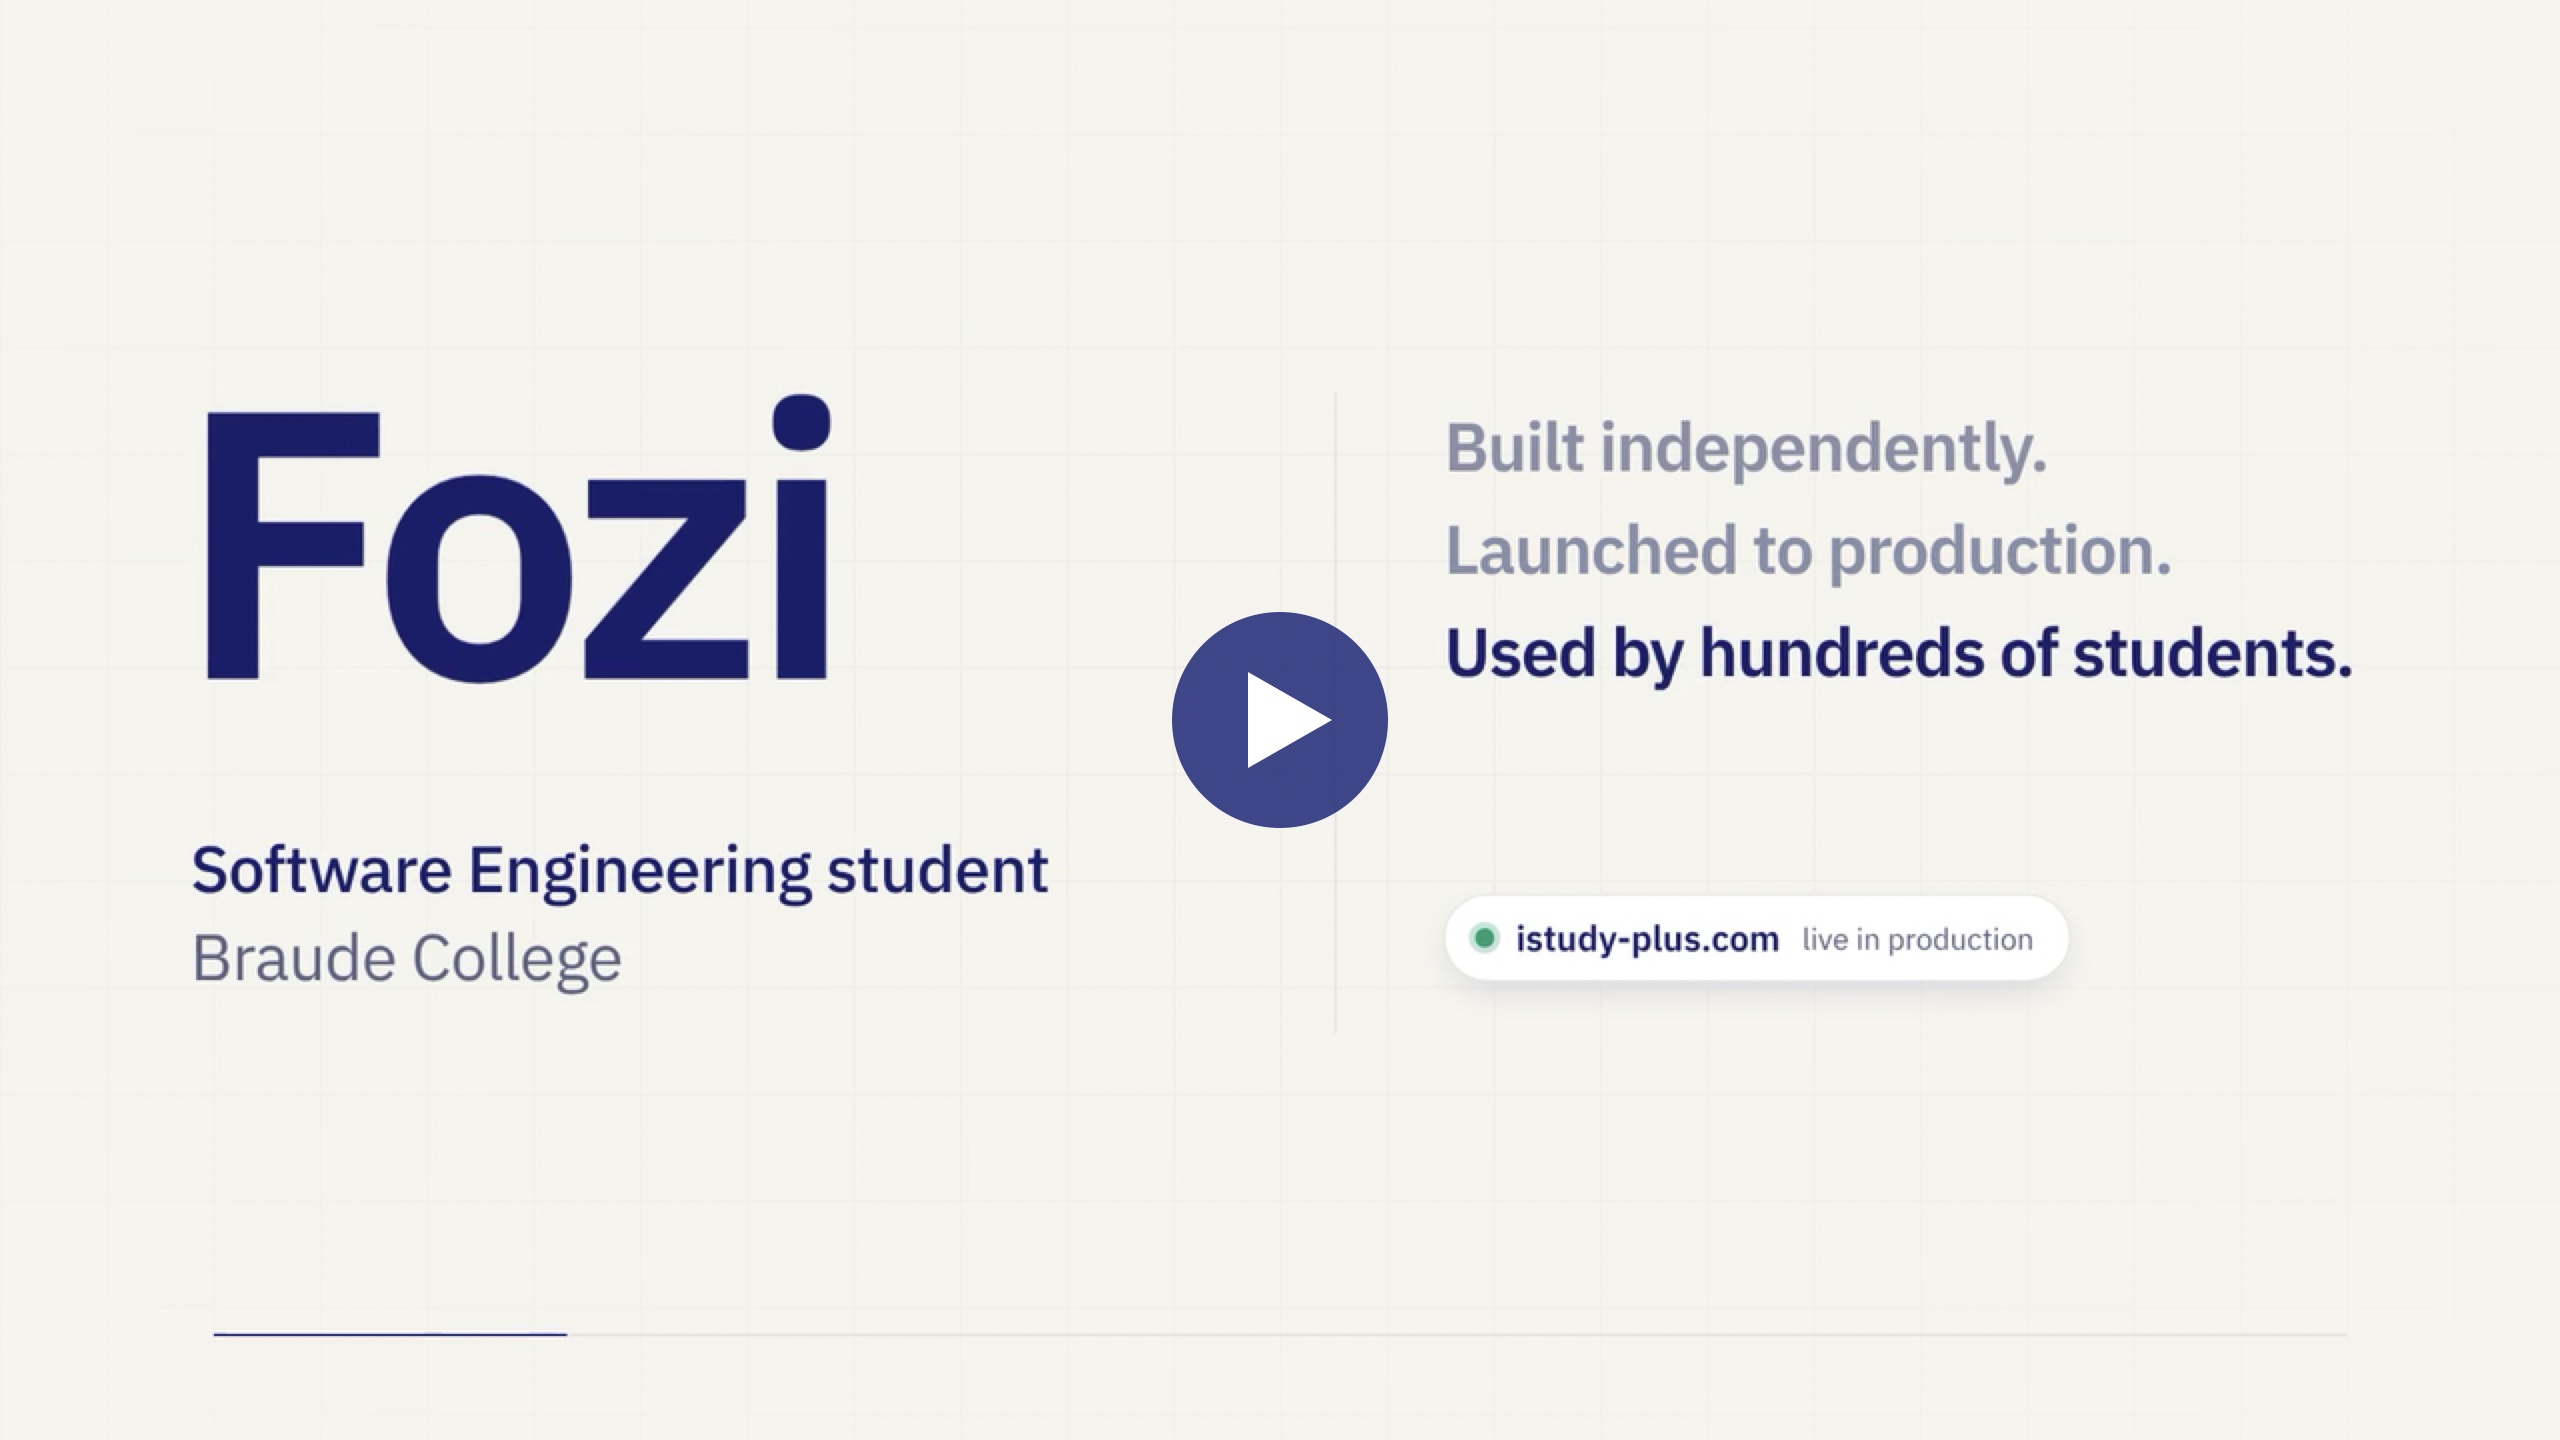 Fozi
Software Engineering student
Braude College
Built independently.
Launched to production.
Used by hundreds of students.
istudy-plus.com live in production